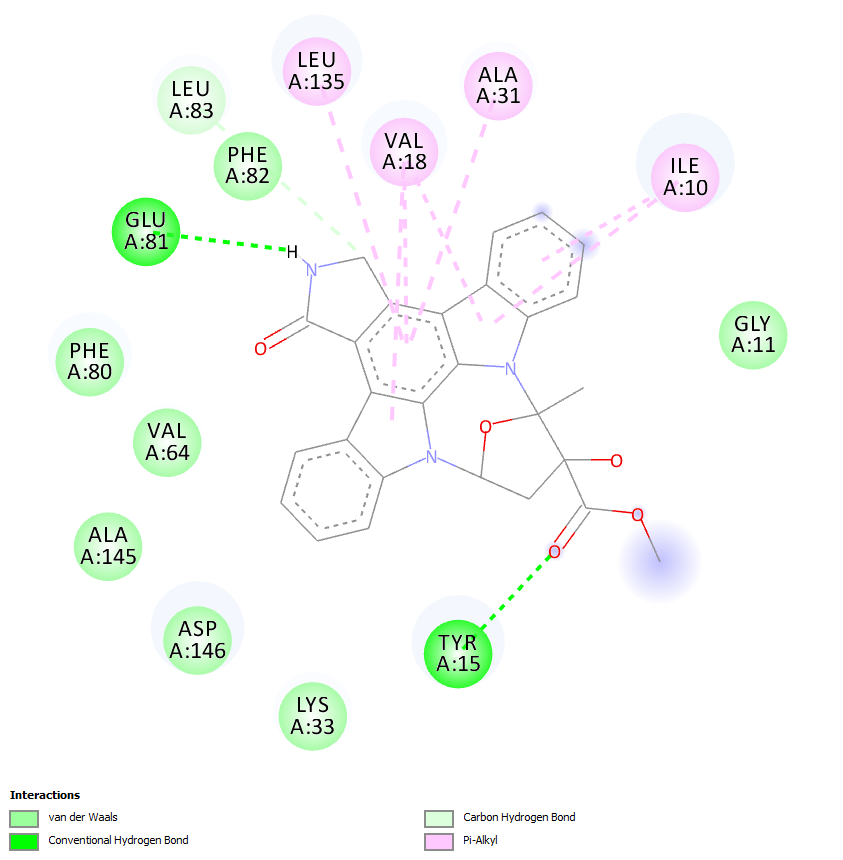 LEU
A:135
ALA
A:31
LEU
A:83
VAL
A:18
PHE
A:82
ILE
A:10
GLU
A:81
H
N
O
PHE
A:80
GLY
A:11
N
VAL
A:64
O
N
O
ALA
A:145
O
O
ASP
A:146
TYR
A:15
LYS
A:33
Interactions
van der Waals
Conventional Hydrogen Bond
Carbon Hydrogen Bond
Pi-Alkyl